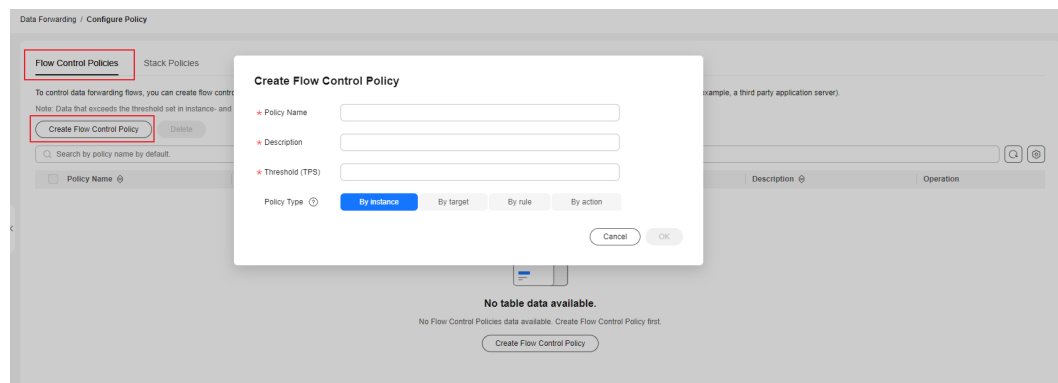 Data Forwarding / Configure Policy
Flow Control Policies
Stack Policies
To control data forwarding flows, you can create flow contr
example, a third party application server).
Note: Data that exceeds the threshold set in instance- and
Create Flow Control Policy
Delete
Search by policy name by default.
Policy Name
Description
Operation
Create Flow Control Policy
* Policy Name
* Description
* Threshold (TPS)
Policy Type ?
By instance
By target
By rule
By action
Cancel
OK
No table data available.
No Flow Control Policies data available. Create Flow Control Policy first.
Create Flow Control Policy